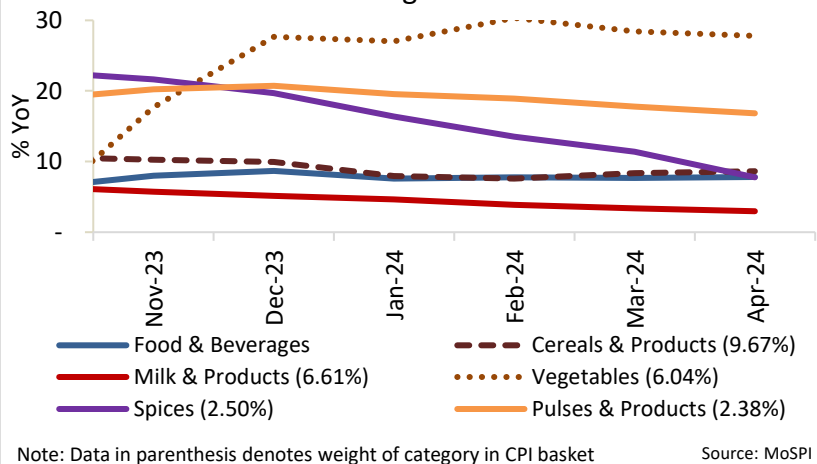 30
20
10
-
% YoY
Nov-23
Dec-23
Jan-24
Feb-24
Mar-24
Apr-24
Food & Beverages
Cereals & Products (9.67%)
Milk & Products (6.61%)
Vegetables (6.04%)
Spices (2.50%)
Pulses & Products (2.38%)
Note: Data in parenthesis denotes weight of category in CPI basket
Source: MoSPI